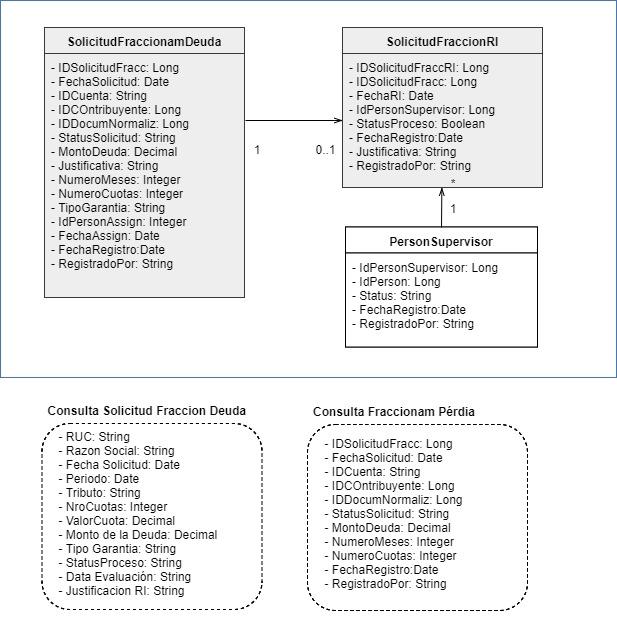 SolicitudFraccionamDeuda
- IDSolicitudFracc: Long
- FechaSolicitud: Date
- IDCuenta: String
- IDCOntribuyente: Long
- IDDocumNormaliz: Long
- StatusSolicitud: String
- MontoDeuda: Decimal
- Justificativa: String
- NumeroMeses: Integer
- NumeroCuotas: Integer
- TipoGarantia: String
- IdPersonAssign: Integer
- FechaAssign: Date
- FechaRegistro:Date
- RegistradoPor: String
1
0..1
SolicitudFraccionRI
- IDSolicitudFraccRI: Long
- IDSolicitudFracc: Long
- FechaRI: Date
- IdPersonSupervisor: Long
- StatusProceso: Boolean
- FechaRegistro:Date
- Justificativa: String
- RegistradoPor: String
*
1
PersonSupervisor
- IdPersonSupervisor: Long
- IdPerson: Long
- Status: String
- FechaRegistro:Date
- RegistradoPor: String
Consulta Solicitud Fraccion Deuda
- RUC: String
- Razon Social: String
- Fecha Solicitud: Date
- Periodo: Date
- Tributo: String
- NroCuotas: Integer
- ValorCuota: Decimal
- Monto de la Deuda: Decimal
- Tipo Garantia: String
- StatusProceso: String
- Data Evaluación: String
- Justificacion RI: String
Consulta Fraccionam Pérdia
- IDSolicitudFracc: Long
- FechaSolicitud: Date
- IDCuenta: String
- IDCOntribuyente: Long
- IDDocumNormaliz: Long
- StatusSolicitud: String
- MontoDeuda: Decimal
- NumeroMeses: Integer
- NumeroCuotas: Integer
- FechaRegistro:Date
- RegistradoPor: String